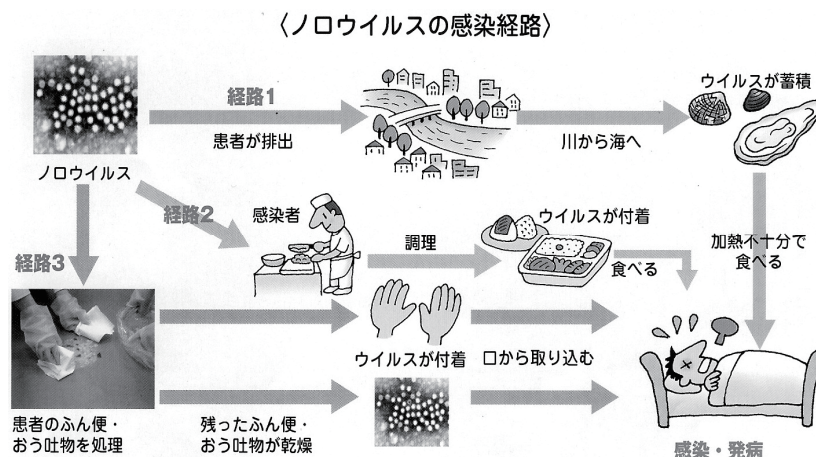 〈ノロウイルスの感染経路〉
ノロウイルス
経路1
患者が排出
川から海へ
ウイルスが蓄積
加熱不十分で
食べる
経路2
感染者
調理
ウイルスが付着
食べる
経路3
患者のふん便・
おう吐物を処理
ウイルスが付着
口から取り込む
残ったふん便・
おう吐物が乾燥
感染・発病